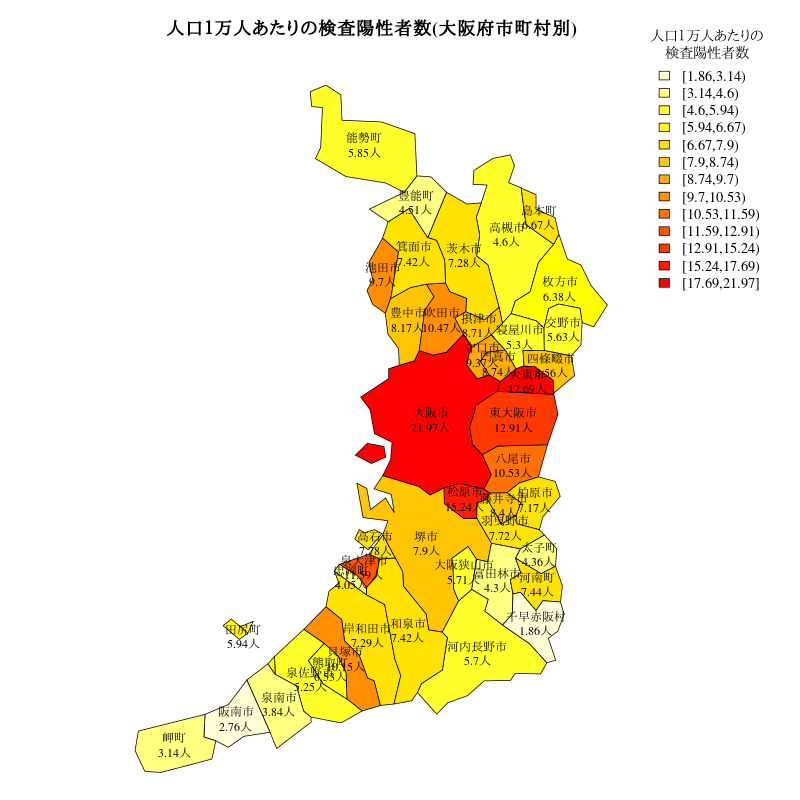 人口1万人あたりの検査陽性者数(大阪府市町村別)
人口1万人あたりの
検査陽性者数
[1.86,3.14)
[3.14,4.6)
[4.6,5.94)
[5.94,6.67)
[6.67,7.9)
[7.9,8.74)
[8.74,9.7)
[9.7,10.53)
[10.53,11.59)
[11.59,12.91)
[12.91,15.24)
[15.24,17.69)
[17.69,21.97]
能勢町
5.85人
豊能町
4.51人
島本町
6.67人
高槻市
4.6人
箕面市
7.42人
茨木市
7.28人
池田市
9.7人
枚方市
6.38人
豊中市
8.17人
吹田市
10.47人
摂津市
8.71人
寝屋川市
5.3人
交野市
5.63人
守口市
9.37人
門真市
8.74人
四條畷市
8.56人
大東市
17.69人
大阪市
21.97人
東大阪市
12.91人
八尾市
10.53人
松原市
15.24人
藤井寺市
8.4人
柏原市
7.17人
羽曳野市
7.72人
高石市
7.78人
堺市
7.9人
泉大津市
11.59人
忠岡町
4.05人
大阪狭山市
5.71人
富田林市
4.3人
太子町
4.36人
河南町
7.44人
千早赤阪村
1.86人
田尻町
5.94人
岸和田市
7.29人
和泉市
7.42人
河内長野市
5.7人
貝塚市
10.15人
熊取町
6.53人
泉佐野市
5.25人
泉南市
3.84人
阪南市
2.76人
岬町
3.14人